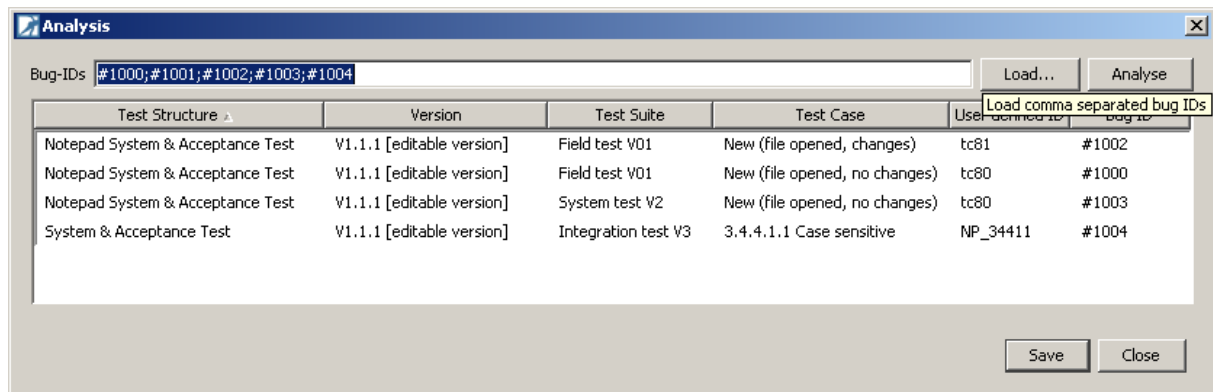 Analysis
Bug-IDs #1000;#1001;#1002;#1003;#1004 Load... Analyse
Load comma separated bug IDs
Test Structure Version Test Suite Test Case User defined ID Bug ID
Notepad System & Acceptance Test V1.1.1 [editable version] Field test V01 New (file opened, changes) tc81 #1002
Notepad System & Acceptance Test V1.1.1 [editable version] Field test V01 New (file opened, no changes) tc80 #1000
Notepad System & Acceptance Test V1.1.1 [editable version] System test V2 New (file opened, no changes) tc80 #1003
System & Acceptance Test V1.1.1 [editable version] Integration test V3 3.4.4.1.1 Case sensitive NP_34411 #1004
Save Close